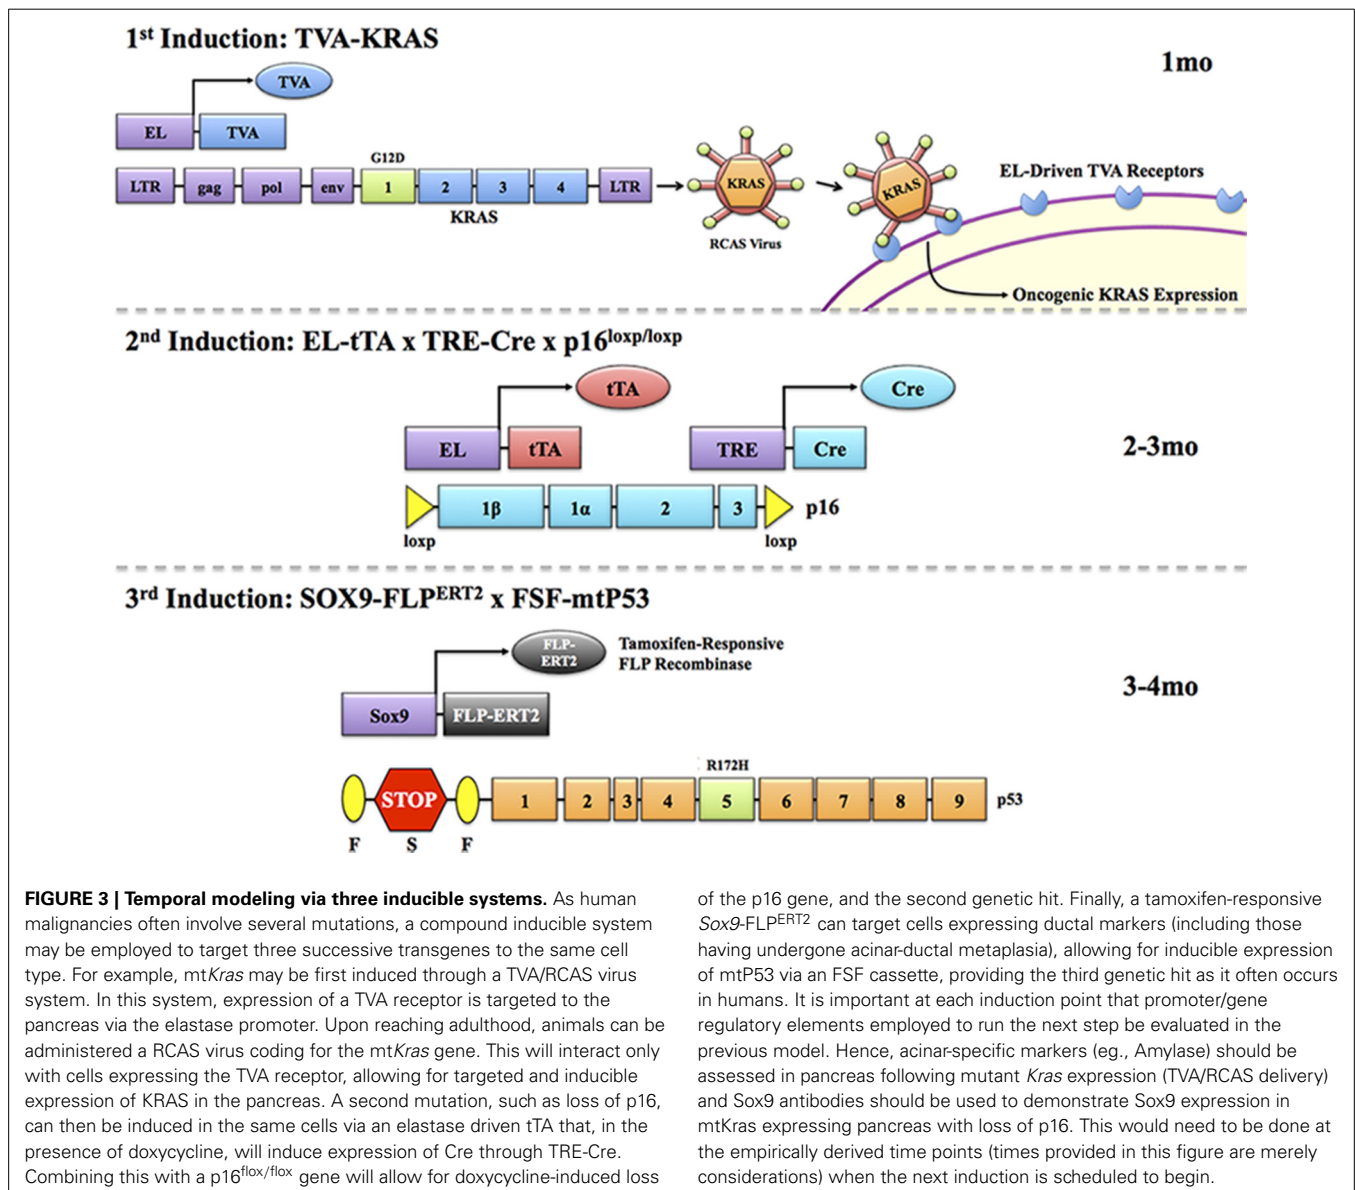 1st Induction: TVA-KRAS
1mo
TVA
EL
TVA
G12D
LTR
gag
pol
env
1
2
3
4
LTR
KRAS
KRAS
RCAS Virus
KRAS
EL-Driven TVA Receptors
Oncogenic KRAS Expression
2nd Induction: EL-tTA x TRE-Cre x p16loxp/loxp
tTA
Cre
EL
tTA
TRE
Cre
2-3mo
1β
1α
2
3
p16
loxp
loxp
3rd Induction: SOX9-FLPERT2 x FSF-mtP53
FLP-
ERT2
Tamoxifen-Responsive
FLP Recombinase
3-4mo
Sox9
FLP-ERT2
R172H
STOP
1
2
3
4
5
6
7
8
9
p53
F
S
F
FIGURE 3 | Temporal modeling via three inducible systems. As human
malignancies often involve several mutations, a compound inducible system
may be employed to target three successive transgenes to the same cell
type. For example, mtKras may be first induced through a TVA/RCAS virus
system. In this system, expression of a TVA receptor is targeted to the
pancreas via the elastase promoter. Upon reaching adulthood, animals can be
administered a RCAS virus coding for the mtKras gene. This will interact only
with cells expressing the TVA receptor, allowing for targeted and inducible
expression of KRAS in the pancreas. A second mutation, such as loss of p16,
can then be induced in the same cells via an elastase driven tTA that, in the
presence of doxycycline, will induce expression of Cre through TRE-Cre.
Combining this with a p16flox/flox gene will allow for doxycycline-induced loss
of the p16 gene, and the second genetic hit. Finally, a tamoxifen-responsive
Sox9-FLPERT2 can target cells expressing ductal markers (including those
having undergone acinar-ductal metaplasia), allowing for inducible expression
of mtP53 via an FSF cassette, providing the third genetic hit as it often occurs
in humans. It is important at each induction point that promoter/gene
regulatory elements employed to run the next step be evaluated in the
previous model. Hence, acinar-specific markers (eg., Amylase) should be
assessed in pancreas following mutant Kras expression (TVA/RCAS delivery)
and Sox9 antibodies should be used to demonstrate Sox9 expression in
mtKras expressing pancreas with loss of p16. This would need to be done at
the empirically derived time points (times provided in this figure are merely
considerations) when the next induction is scheduled to begin.